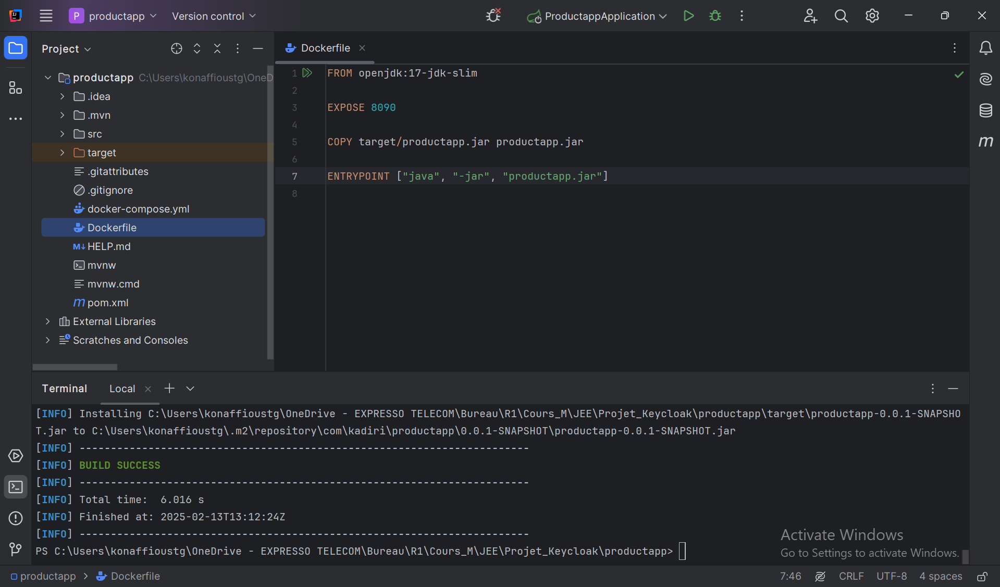 P productapp Version control ProductappApplication
Project
Dockerfile
productapp C:\Users\konaffioustg\OneD
.idea
.mvn
src
target
.gitattributes
.gitignore
docker-compose.yml
Dockerfile
M↓ HELP.md
mvnw
mvnw.cmd
m pom.xml
External Libraries
Scratches and Consoles
1 FROM openjdk:17-jdk-slim
2
3 EXPOSE 8090
4
5 COPY target/productapp.jar productapp.jar
6
7 ENTRYPOINT ["java", "-jar", "productapp.jar"]
8
m
Terminal Local
[INFO] Installing C:\Users\konaffioustg\OneDrive - EXPRESSO TELECOM\Bureau\R1\Cours_M\JEE\Projet_Keycloak\productapp\target\productapp-0.0.1-SNAPSHO
T.jar to C:\Users\konaffioustg\.m2\repository\com\kadiri\productapp\0.0.1-SNAPSHOT\productapp-0.0.1-SNAPSHOT.jar
[INFO] ------------------------------------------------------------------------
[INFO] BUILD SUCCESS
[INFO] ------------------------------------------------------------------------
[INFO] Total time:  6.016 s
[INFO] Finished at: 2025-02-13T13:12:24Z
[INFO] ------------------------------------------------------------------------
PS C:\Users\konaffioustg\OneDrive - EXPRESSO TELECOM\Bureau\R1\Cours_M\JEE\Projet_Keycloak\productapp>
Activate Windows
Go to Settings to activate Windows.
productapp > Dockerfile 7:46 CRLF UTF-8 4 spaces